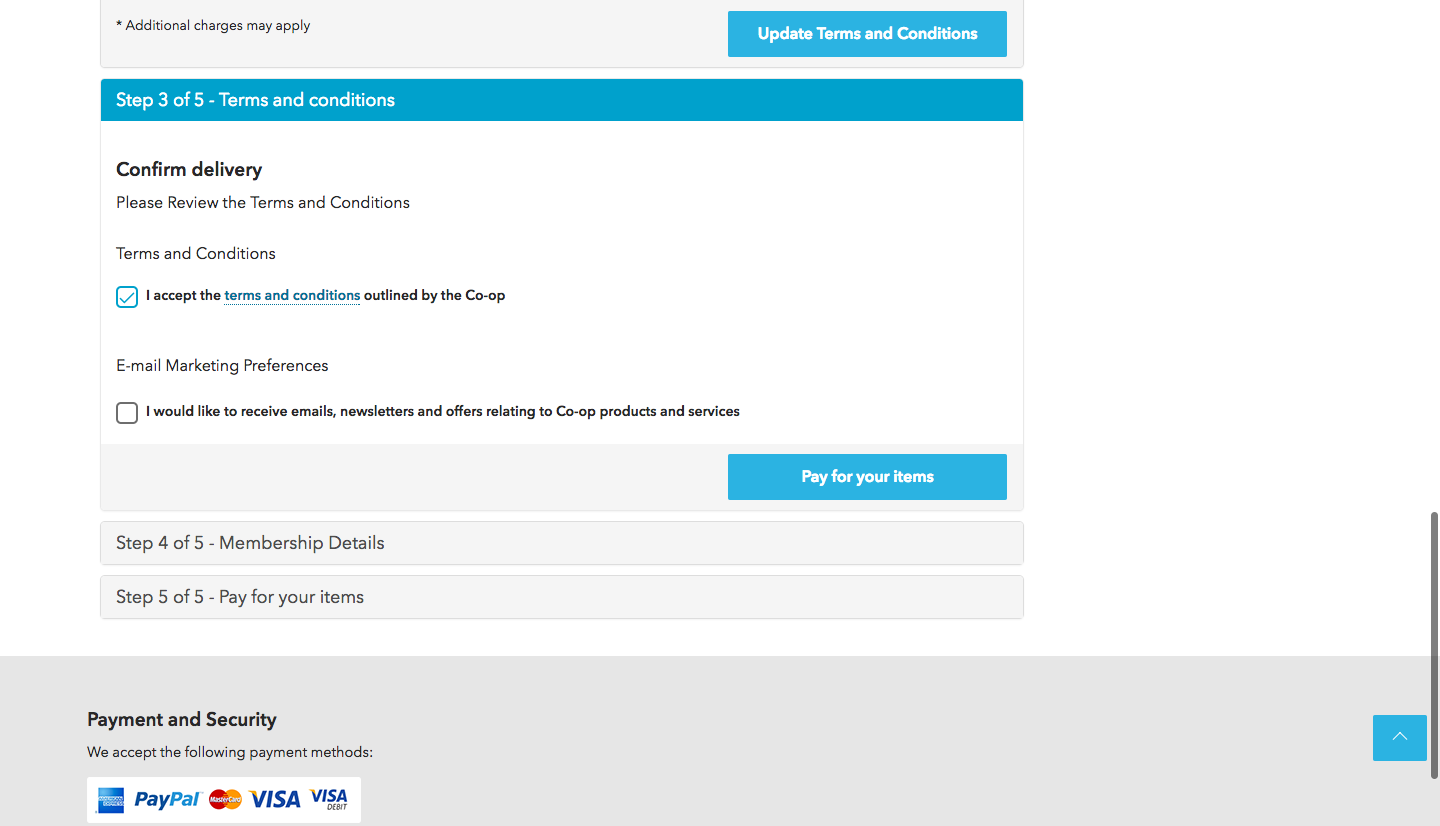 * Additional charges may apply
Update Terms and Conditions
Step 3 of 5 - Terms and conditions
Confirm delivery
Please Review the Terms and Conditions
Terms and Conditions
I accept the terms and conditions outlined by the Co-op
E-mail Marketing Preferences
I would like to receive emails, newsletters and offers relating to Co-op products and services
Pay for your items
Step 4 of 5 - Membership Details
Step 5 of 5 - Pay for your items
Payment and Security
We accept the following payment methods:
AMERICAN EXPRESS PayPal MasterCard VISA VISA DEBIT